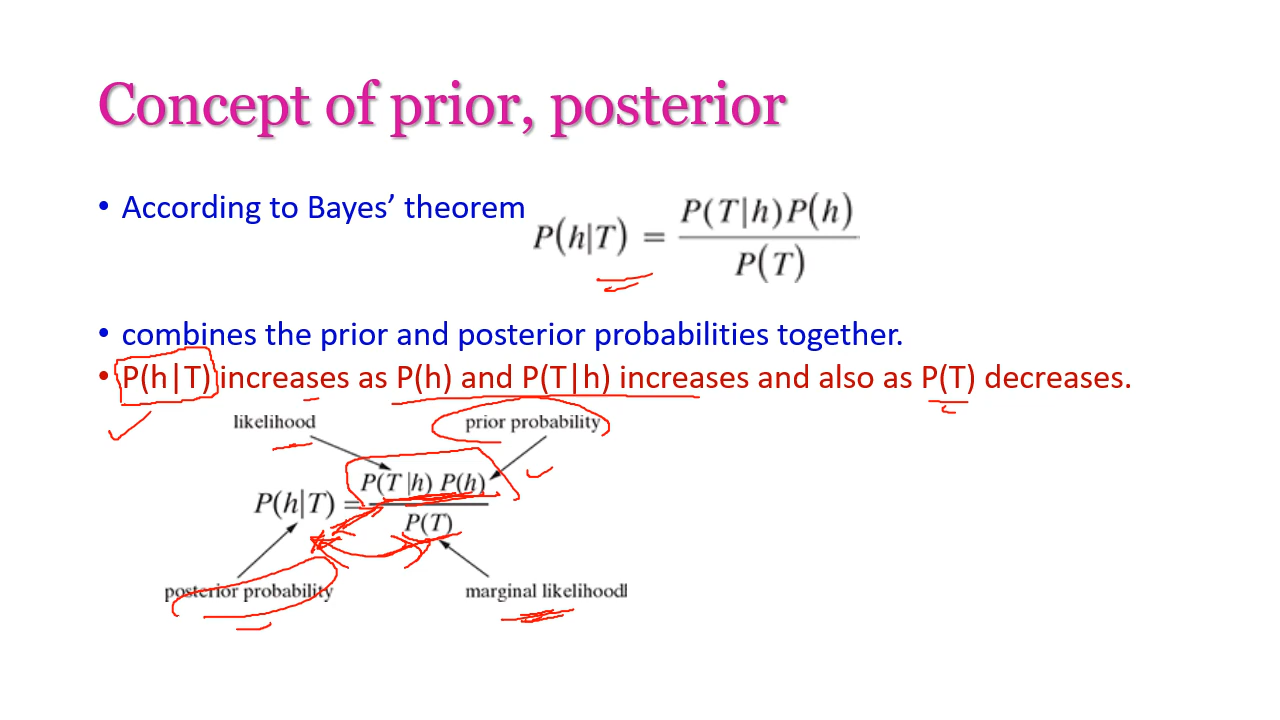 Concept of prior, posterior
• According to Bayes’ theorem
P(h|T) = P(T|h)P(h) / P(T)
• combines the prior and posterior probabilities together.
• P(h|T) increases as P(h) and P(T|h) increases and also as P(T) decreases.
likelihood prior probability
P(h|T) = P(T|h) P(h) / P(T)
posterior probability marginal likelihood